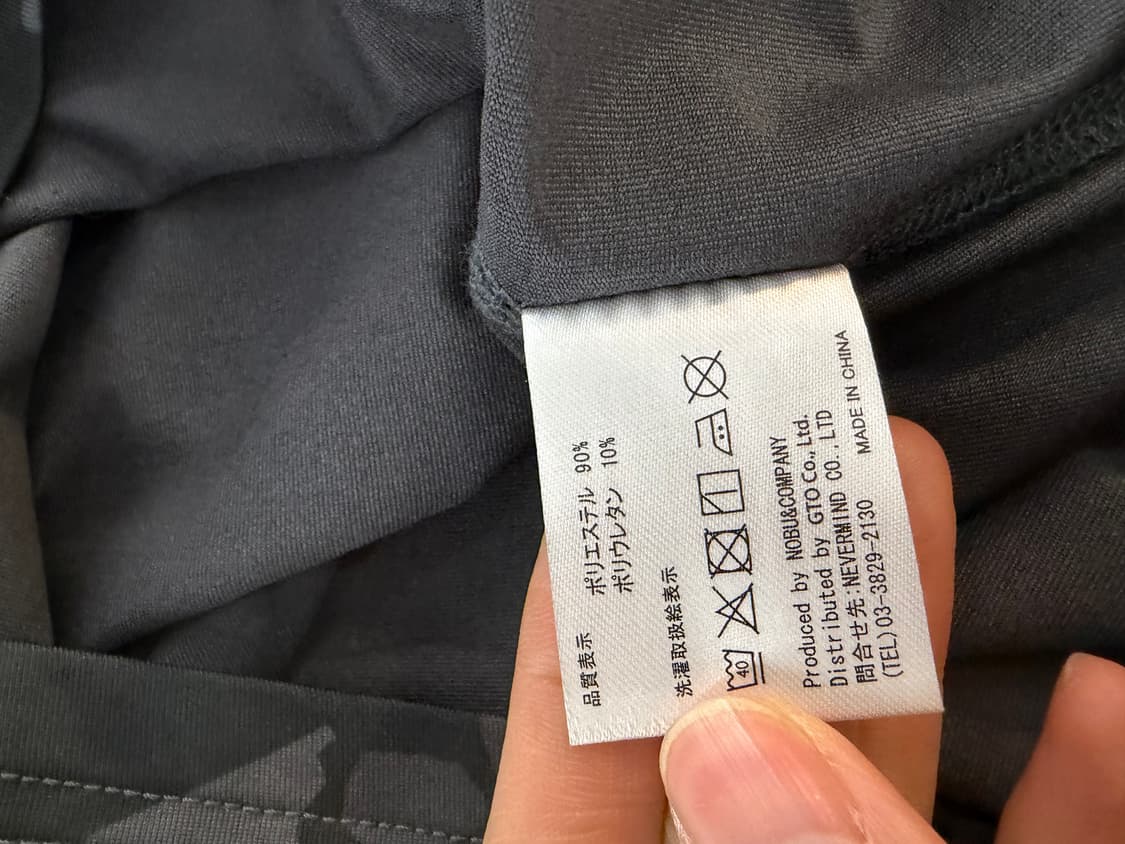 品質表示
ポリエステル 90%
ポリウレタン 10%
洗濯取扱絵表示
40
Produced by NOBU&COMPANY
Distributed by GTO Co., Ltd.
問合せ先:NEVERMIND CO., LTD
(TEL)03-3829-2130 MADE IN CHINA